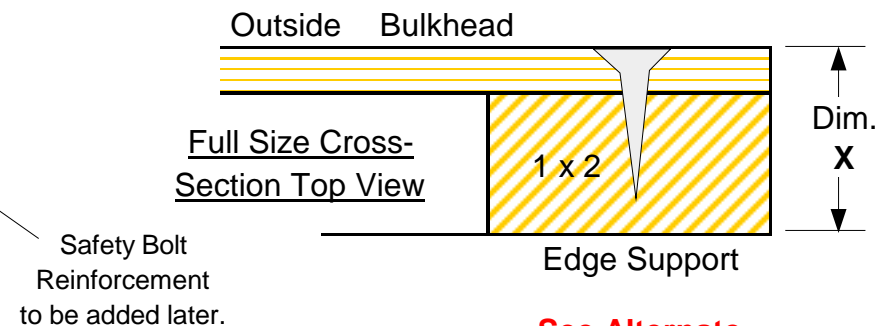 Outside Bulkhead
Dim.
X
Full Size Cross-
Section Top View
1 x 2
Edge Support
Safety Bolt
Reinforcement
to be added later.
See Alternate